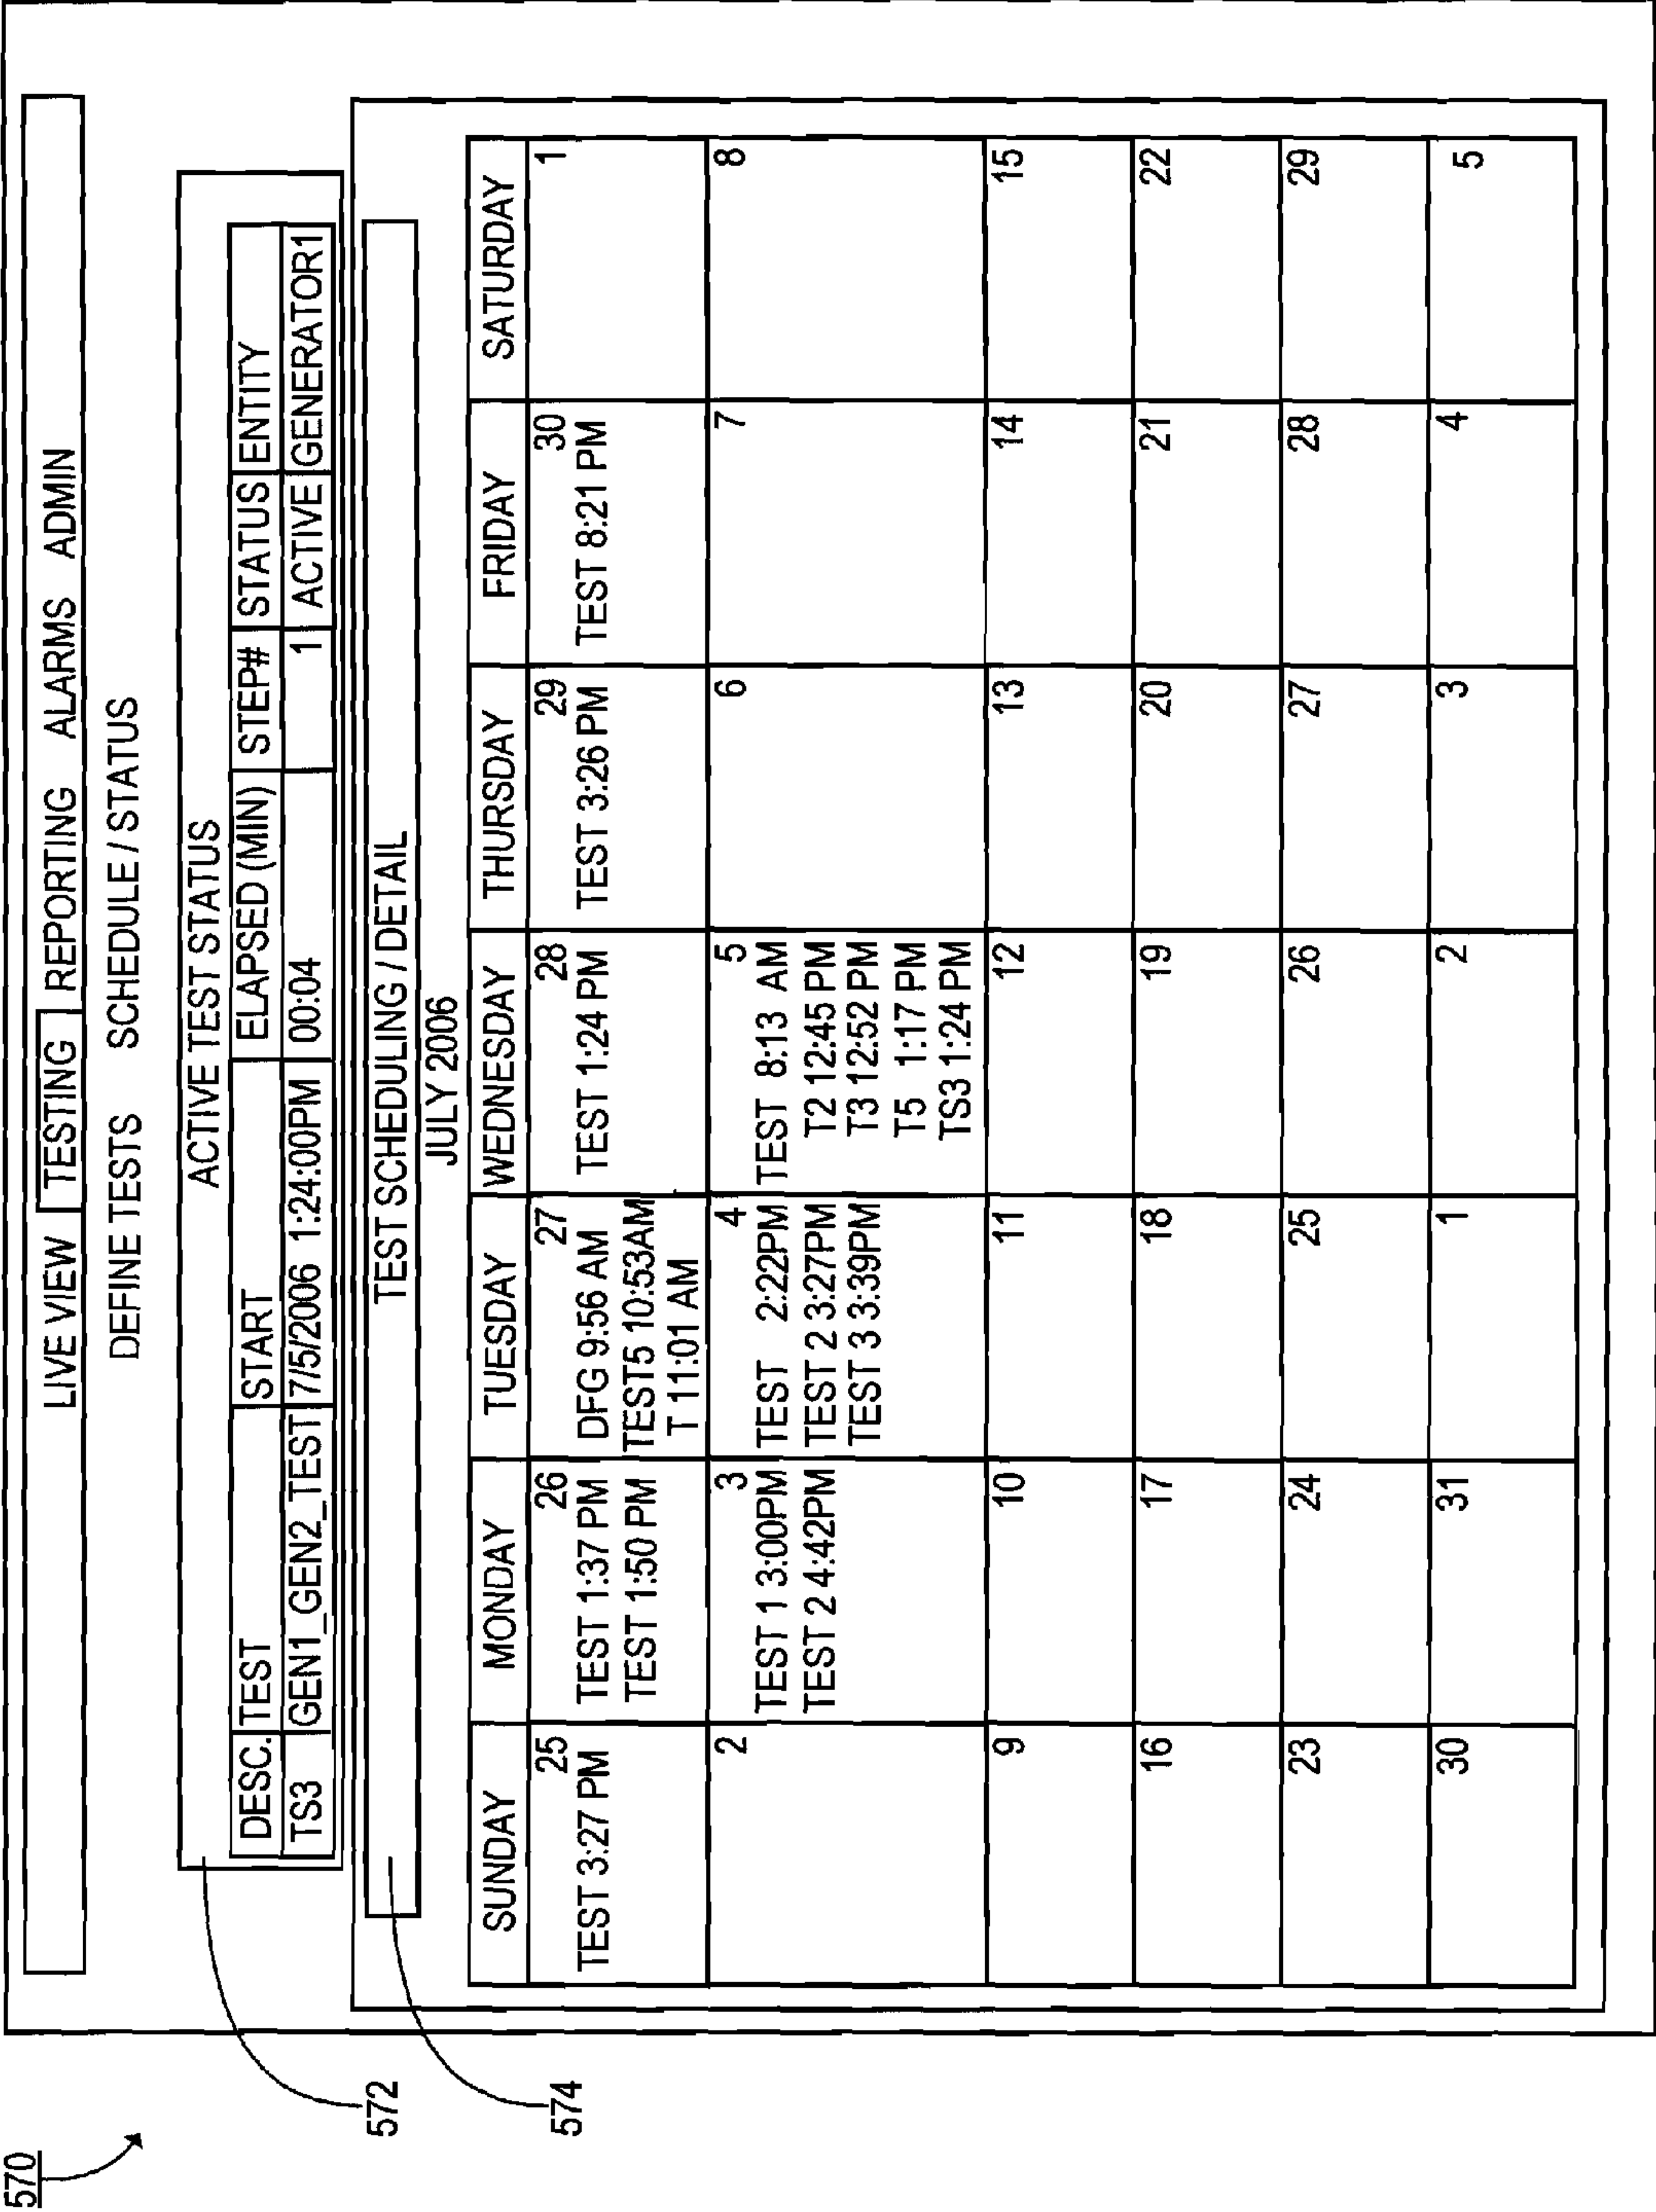 570
LIVE VIEW TESTING REPORTING ALARMS ADMIN
DEFINE TESTS SCHEDULE / STATUS
572
ACTIVE TEST STATUS
DESC. TEST START ELAPSED (MIN) STEP# STATUS ENTITY
TS3 GEN1_GEN2_TEST 7/5/2006 1:24:00PM 00:04 1 ACTIVE GENERATOR1
574
TEST SCHEDULING / DETAIL
JULY 2006
SUNDAY MONDAY TUESDAY WEDNESDAY THURSDAY FRIDAY SATURDAY
25 26 27 28 29 30 1
TEST 3:27 PM TEST 1:37 PM DFG 9:56 AM TEST 1:24 PM TEST 3:26 PM TEST 8:21 PM
TEST 1:50 PM TEST5 10:53AM
T 11:01 AM
2 3 4 5 6 7 8
TEST 1 3:00PM TEST 2:22PM TEST 8:13 AM
TEST 2 4:42PM TEST 2 3:27PM T2 12:45 PM
TEST 3 3:39PM T3 12:52 PM
T5 1:17 PM
TS3 1:24 PM
9 10 11 12 13 14 15
16 17 18 19 20 21 22
23 24 25 26 27 28 29
30 31 1 2 3 4 5